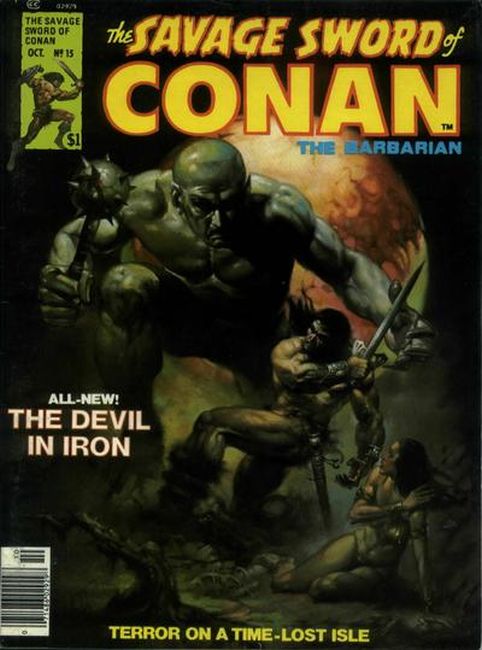 CC
02929
THE SAVAGE
SWORD OF
CONAN
OCT. Nº 15
$1
The SAVAGE SWORD of
CONAN
TM
THE BARBARIAN
ALL-NEW!
THE DEVIL
IN IRON
TERROR ON A TIME-LOST ISLE